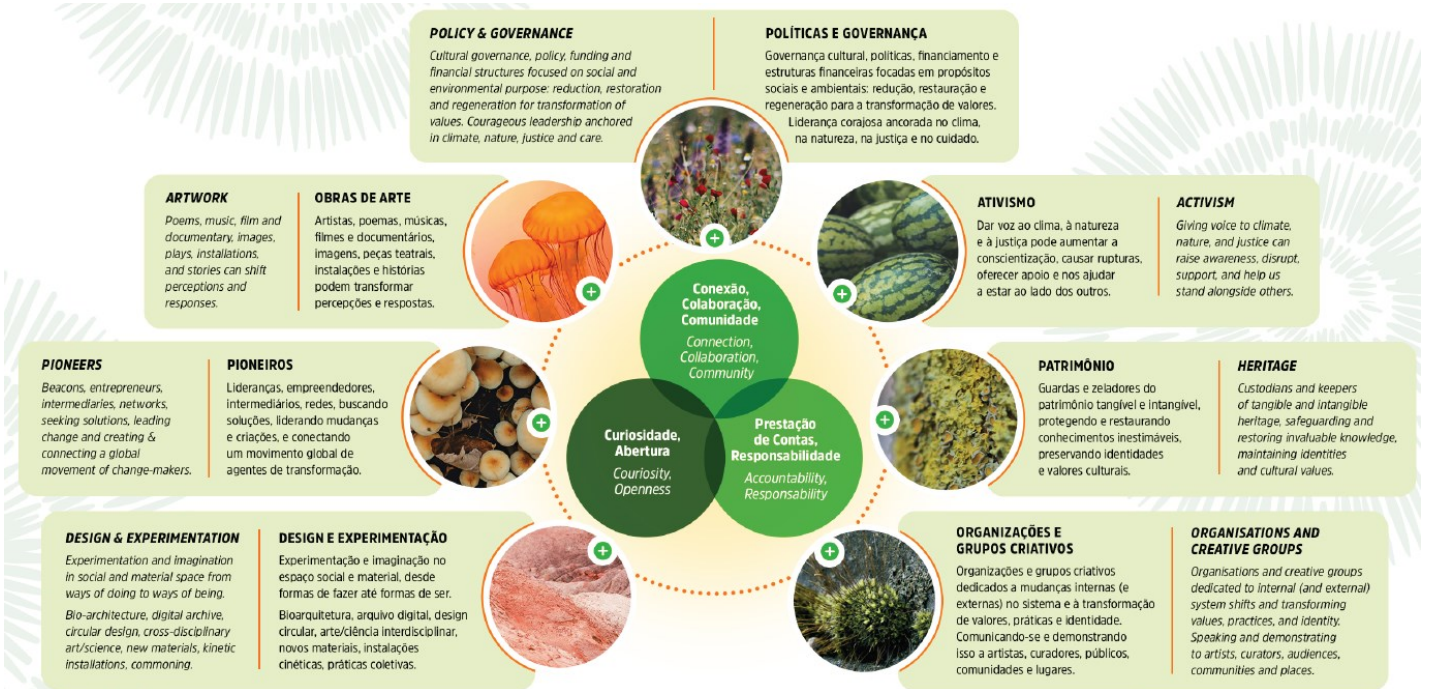 POLICY & GOVERNANCE
Cultural governance, policy, funding and
financial structures focused on social and
environmental purpose: reduction, restoration
and regeneration for transformation of
values. Courageous leadership anchored
in climate, nature, justice and care.
POLÍTICAS E GOVERNANÇA
Governança cultural, políticas, financiamento e
estruturas financeiras focadas em propósitos
sociais e ambientais: redução, restauração e
regeneração para a transformação de valores.
Liderança corajosa ancorada no clima,
na natureza, na justiça e no cuidado.
ARTWORK
Poems, music, film and
documentary, images,
plays, installations,
and stories can shift
perceptions and
responses.
OBRAS DE ARTE
Artistas, poemas, músicas,
filmes e documentários,
imagens, peças teatrais,
instalações e histórias
podem transformar
percepções e respostas.
ATIVISMO
Dar voz ao clima, à natureza
e à justiça pode aumentar a
conscientização, causar rupturas,
oferecer apoio e nos ajudar
a estar ao lado dos outros.
ACTIVISM
Giving voice to climate,
nature, and justice can
raise awareness, disrupt,
support, and help us
stand alongside others.
Conexão,
Colaboração,
Comunidade
Connection,
Collaboration,
Community
PIONEERS
Beacons, entrepreneurs,
intermediaries, networks,
seeking solutions, leading
change and creating &
connecting a global
movement of change-makers.
PIONEIROS
Lideranças, empreendedores,
intermediários, redes, buscando
soluções, liderando mudanças
e criações, e conectando
um movimento global de
agentes de transformação.
Curiosidade,
Abertura
Couriosity,
Openness
Prestação
de Contas,
Responsabilidade
Accountability,
Responsability
PATRIMÔNIO
Guardas e zeladores do
patrimônio tangível e intangível,
protegendo e restaurando
conhecimentos inestimáveis,
preservando identidades
e valores culturais.
HERITAGE
Custodians and keepers
of tangible and intangible
heritage, safeguarding and
restoring invaluable knowledge,
maintaining identities
and cultural values.
DESIGN & EXPERIMENTATION
Experimentation and imagination
in social and material space from
ways of doing to ways of being.
Bio-architecture, digital archive,
circular design, cross-disciplinary
art/science, new materials, kinetic
installations, commoning.
DESIGN E EXPERIMENTAÇÃO
Experimentação e imaginação no
espaço social e material, desde
formas de fazer até formas de ser.
Bioarquitetura, arquivo digital, design
circular, arte/ciência interdisciplinar,
novos materiais, instalações
cinéticas, práticas coletivas.
ORGANIZAÇÕES E
GRUPOS CRIATIVOS
Organizações e grupos criativos
dedicados a mudanças internas (e
externas) no sistema e à transformação
de valores, práticas e identidade.
Comunicando-se e demonstrando
isso a artistas, curadores, públicos,
comunidades e lugares.
ORGANISATIONS AND
CREATIVE GROUPS
Organisations and creative groups
dedicated to internal (and external)
system shifts and transforming
values, practices, and identity.
Speaking and demonstrating
to artists, curators, audiences,
communities and places.